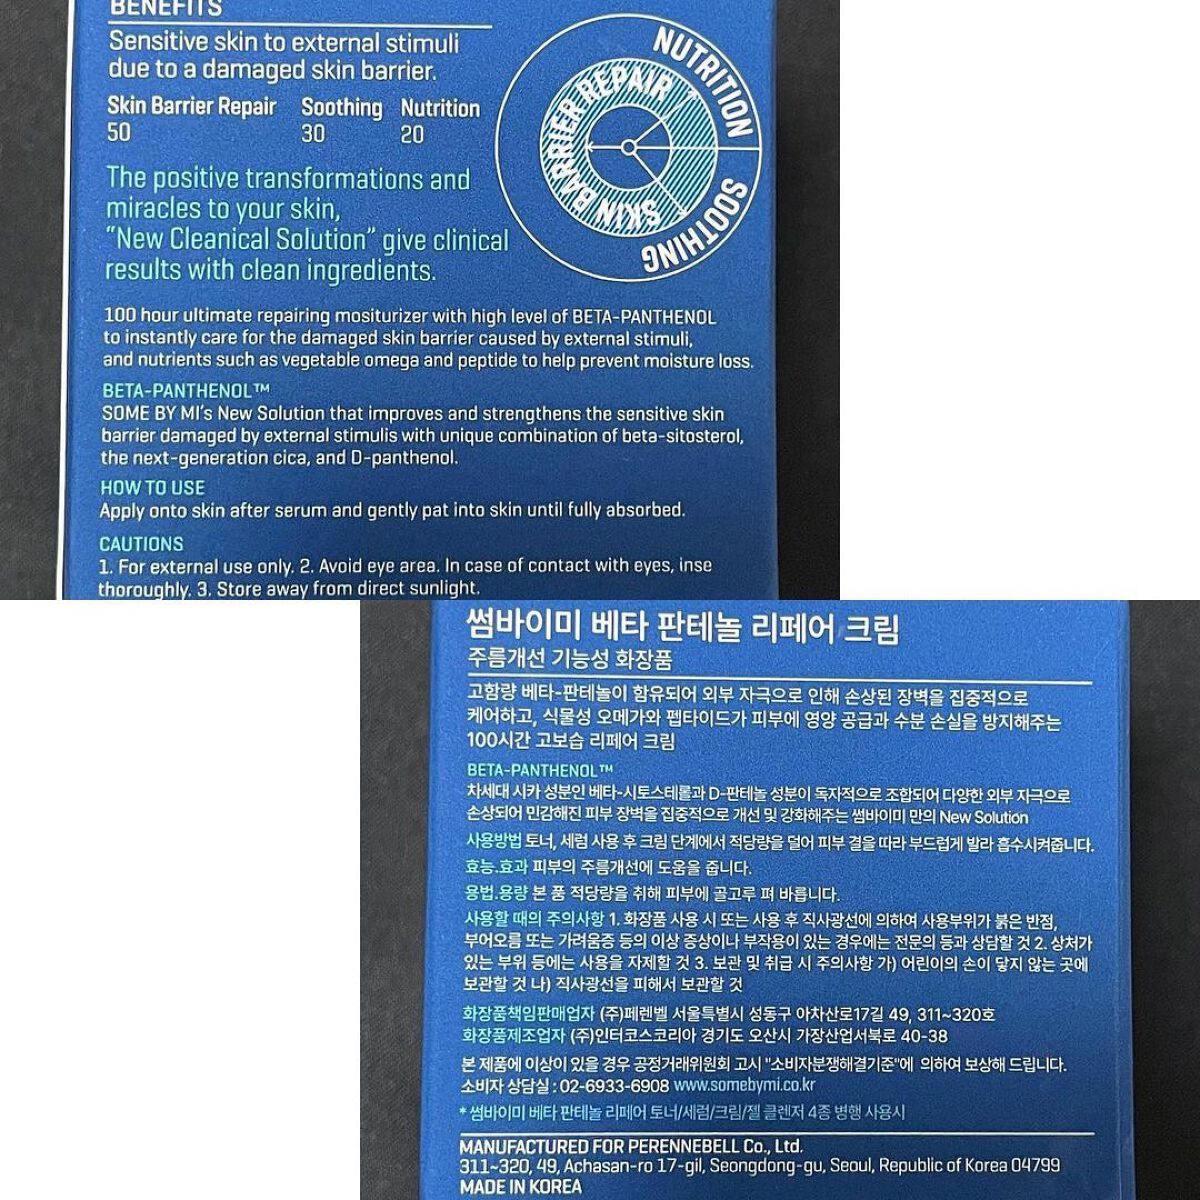 BENEFITS
Sensitive skin to external stimuli
due to a damaged skin barrier.
Skin Barrier Repair Soothing Nutrition
50 30 20
NUTRITION
SKIN BARRIER REPAIR
SOOTHING
The positive transformations and
miracles to your skin,
“New Cleanical Solution” give clinical
results with clean ingredients.
100 hour ultimate repairing mositurizer with high level of BETA-PANTHENOL
to instantly care for the damaged skin barrier caused by external stimuli,
and nutrients such as vegetable omega and peptide to help prevent moisture loss.
BETA-PANTHENOL™
SOME BY MI's New Solution that improves and strengthens the sensitive skin
barrier damaged by external stimulis with unique combination of beta-sitosterol,
the next-generation cica, and D-panthenol.
HOW TO USE
Apply onto skin after serum and gently pat into skin until fully absorbed.
CAUTIONS
1. For external use only. 2. Avoid eye area. In case of contact with eyes, inse
thoroughly. 3. Store away from direct sunlight.
썸바이미 베타 판테놀 리페어 크림
주름개선 기능성 화장품
고함량 베타-판테놀이 함유되어 외부 자극으로 인해 손상된 장벽을 집중적으로
케어하고, 식물성 오메가와 펩타이드가 피부에 영양 공급과 수분 손실을 방지해주는
100시간 고보습 리페어 크림
BETA-PANTHENOL™
차세대 시카 성분인 베타-시토스테롤과 D-판테놀 성분이 독자적으로 조합되어 다양한 외부 자극으로
손상되어 민감해진 피부 장벽을 집중적으로 개선 및 강화해주는 썸바이미 만의 New Solution
사용방법 토너, 세럼 사용 후 크림 단계에서 적당량을 덜어 피부 결을 따라 부드럽게 발라 흡수시켜줍니다.
효능.효과 피부의 주름개선에 도움을 줍니다.
용법.용량 본 품 적당량을 취해 피부에 골고루 펴 바릅니다.
사용할 때의 주의사항 1. 화장품 사용 시 또는 사용 후 직사광선에 의하여 사용부위가 붉은 반점,
부어오름 또는 가려움증 등의 이상 증상이나 부작용이 있는 경우에는 전문의 등과 상담할 것 2. 상처가
있는 부위 등에는 사용을 자제할 것 3. 보관 및 취급 시 주의사항 가) 어린이의 손이 닿지 않는 곳에
보관할 것 나) 직사광선을 피해서 보관할 것
화장품책임판매업자 (주)페렌벨 서울특별시 성동구 아차산로17길 49, 311~320호
화장품제조업자 (주)인터코스코리아 경기도 오산시 가장산업서북로 40-38
본 제품에 이상이 있을 경우 공정거래위원회 고시 "소비자분쟁해결기준"에 의하여 보상해 드립니다.
소비자 상담실 : 02-6933-6908 www.somebymi.co.kr
* 썸바이미 베타 판테놀 리페어 토너/세럼/크림/젤 클렌저 4종 병행 사용시
MANUFACTURED FOR PERENNEBELL Co., Ltd.
311~320, 49, Achasan-ro 17-gil, Seongdong-gu, Seoul, Republic of Korea 04799
MADE IN KOREA